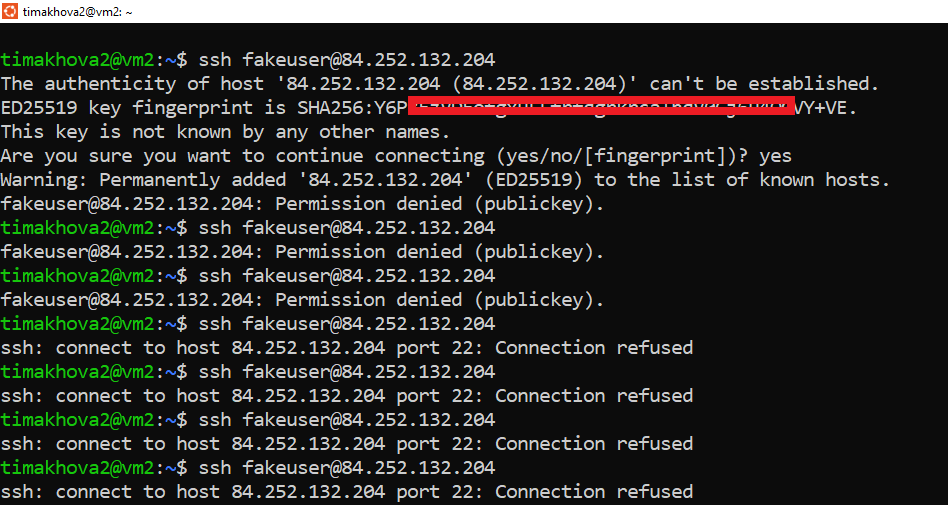 timakhova2@vm2: ~
timakhova2@vm2:~$ ssh fakeuser@84.252.132.204
The authenticity of host '84.252.132.204 (84.252.132.204)' can't be established.
ED25519 key fingerprint is SHA256:Y6P VY+VE.
This key is not known by any other names.
Are you sure you want to continue connecting (yes/no/[fingerprint])? yes
Warning: Permanently added '84.252.132.204' (ED25519) to the list of known hosts.
fakeuser@84.252.132.204: Permission denied (publickey).
timakhova2@vm2:~$ ssh fakeuser@84.252.132.204
fakeuser@84.252.132.204: Permission denied (publickey).
timakhova2@vm2:~$ ssh fakeuser@84.252.132.204
fakeuser@84.252.132.204: Permission denied (publickey).
timakhova2@vm2:~$ ssh fakeuser@84.252.132.204
ssh: connect to host 84.252.132.204 port 22: Connection refused
timakhova2@vm2:~$ ssh fakeuser@84.252.132.204
ssh: connect to host 84.252.132.204 port 22: Connection refused
timakhova2@vm2:~$ ssh fakeuser@84.252.132.204
ssh: connect to host 84.252.132.204 port 22: Connection refused
timakhova2@vm2:~$ ssh fakeuser@84.252.132.204
ssh: connect to host 84.252.132.204 port 22: Connection refused